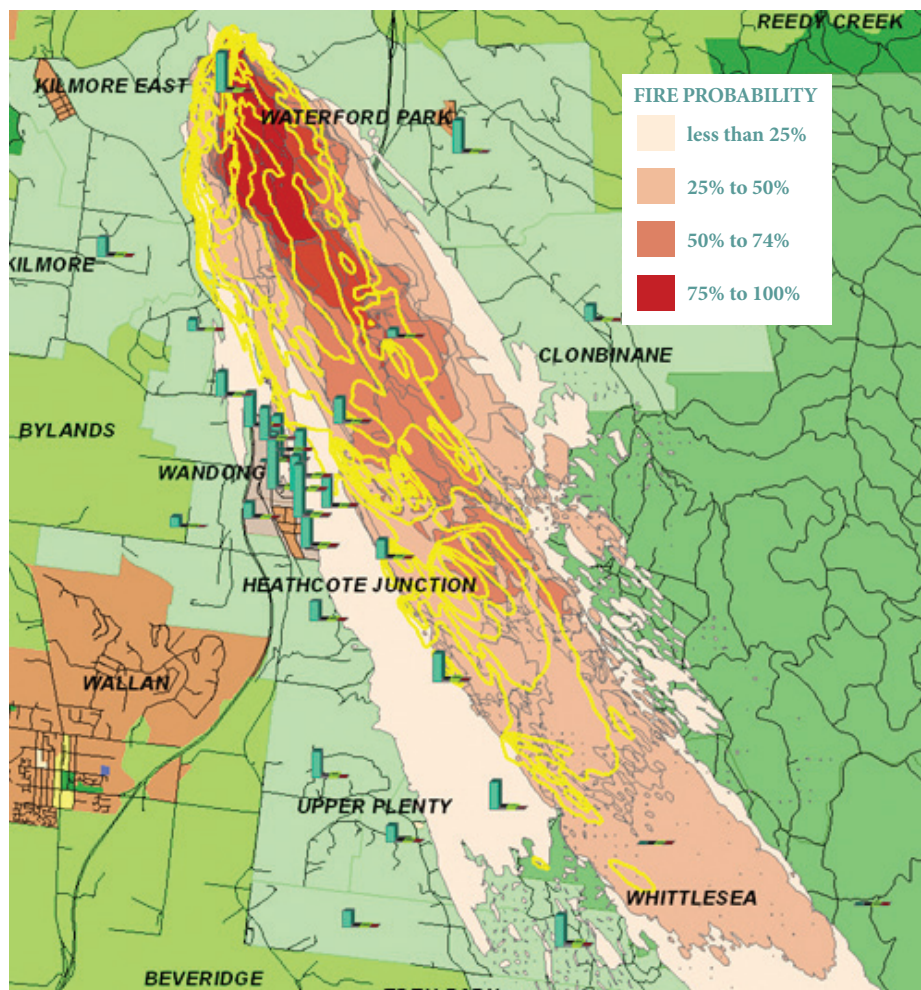 REEDY CREEK
KILMORE EAST
WATERFORD PARK
FIRE PROBABILITY
less than 25%
25% to 50%
50% to 74%
75% to 100%
KILMORE
CLONBINANE
BYLANDS
WANDONG
HEATHCOTE JUNCTION
WALLAN
UPPER PLENTY
WHITTLESEA
BEVERIDGE